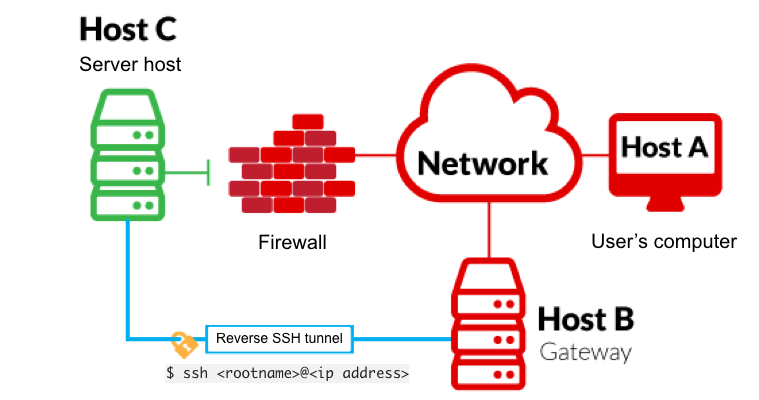 Host C
Server host
Network
Host A
Firewall
User's computer
Reverse SSH tunnel
$ ssh <rootname>@<ip address>
Host B
Gateway